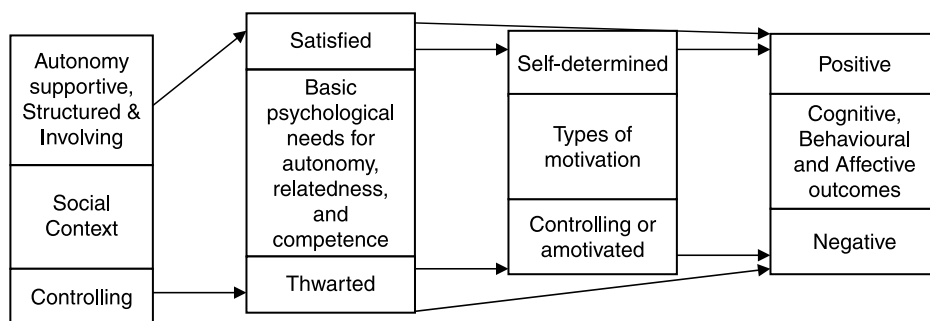 Autonomy
supportive,
Structured &
Involving
Social
Context
Controlling
Satisfied
Basic
psychological
needs for
autonomy,
relatedness,
and
competence
Thwarted
Self-determined
Types of
motivation
Controlling or
amotivated
Positive
Cognitive,
Behavioural
and Affective
outcomes
Negative